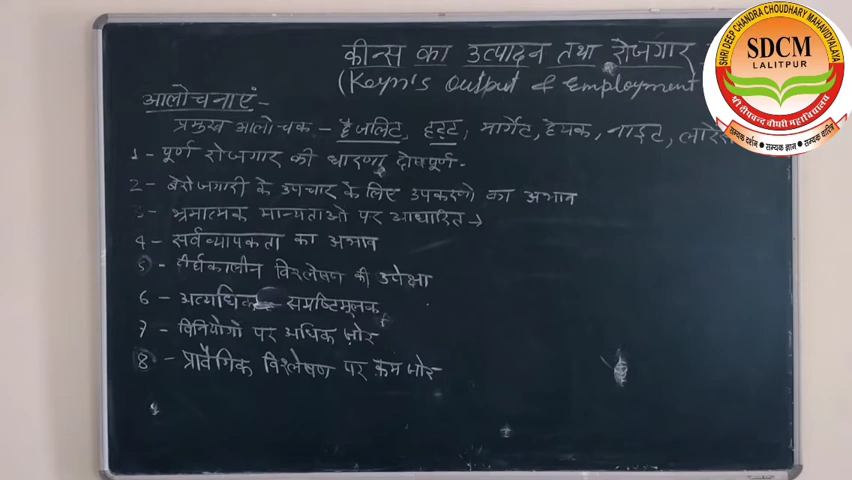 कीन्स का उत्पादन तथा रोजगार
(Keyn's Output & Employment
आलोचनाएं-
प्रमुख आलोचक - हैजलिट, हट्ट, मार्गेट, हेयक, नाइट,
1 - पूर्ण रोजगार की धारणा दोषपूर्ण-
2 - बेरोजगारी के उपचार के लिए उपकरणो का अभाव
3 - भ्रमात्मक मान्यताओ पर आधारित →
4 - सर्वव्यापकता का अभाव
5 - दीर्घकालीन विश्लेषण की उपेक्षा
6 - अत्यधिक समष्टिमूलक
7 - विनियोगों पर अधिक ज़ोर
8 - प्रावैगिक विश्लेषण पर कम जोर
SHRI DEEP CHANDRA CHOUDHARY MAHAVIDYALAYA
SDCM
LALITPUR
श्री दीपचन्द्र चौधरी महाविद्यालय
सम्यक दर्शन, सम्यक ज्ञान, सम्यक चारित्र